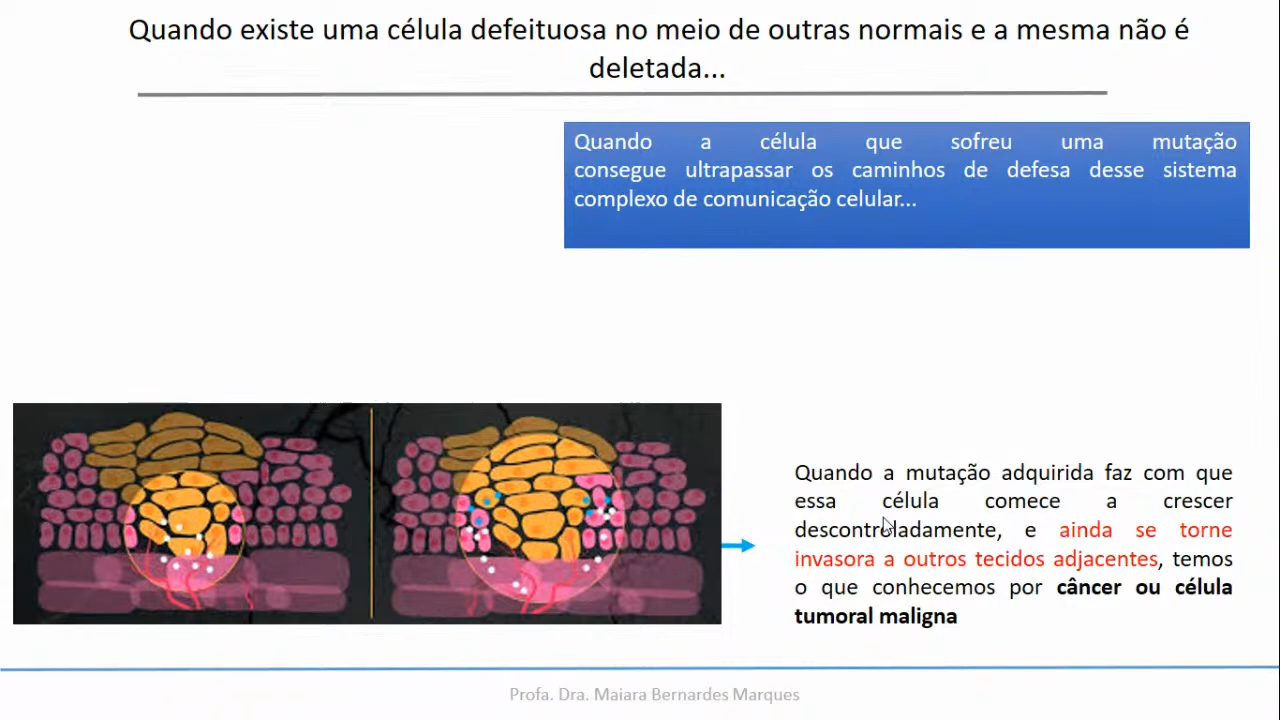 Quando existe uma célula defeituosa no meio de outras normais e a mesma não é
deletada...
Quando a célula que sofreu uma mutação
consegue ultrapassar os caminhos de defesa desse sistema
complexo de comunicação celular...
Quando a mutação adquirida faz com que
essa célula comece a crescer
descontroladamente, e ainda se torne
invasora a outros tecidos adjacentes, temos
o que conhecemos por câncer ou célula
tumoral maligna
Profa. Dra. Maiara Bernardes Marques